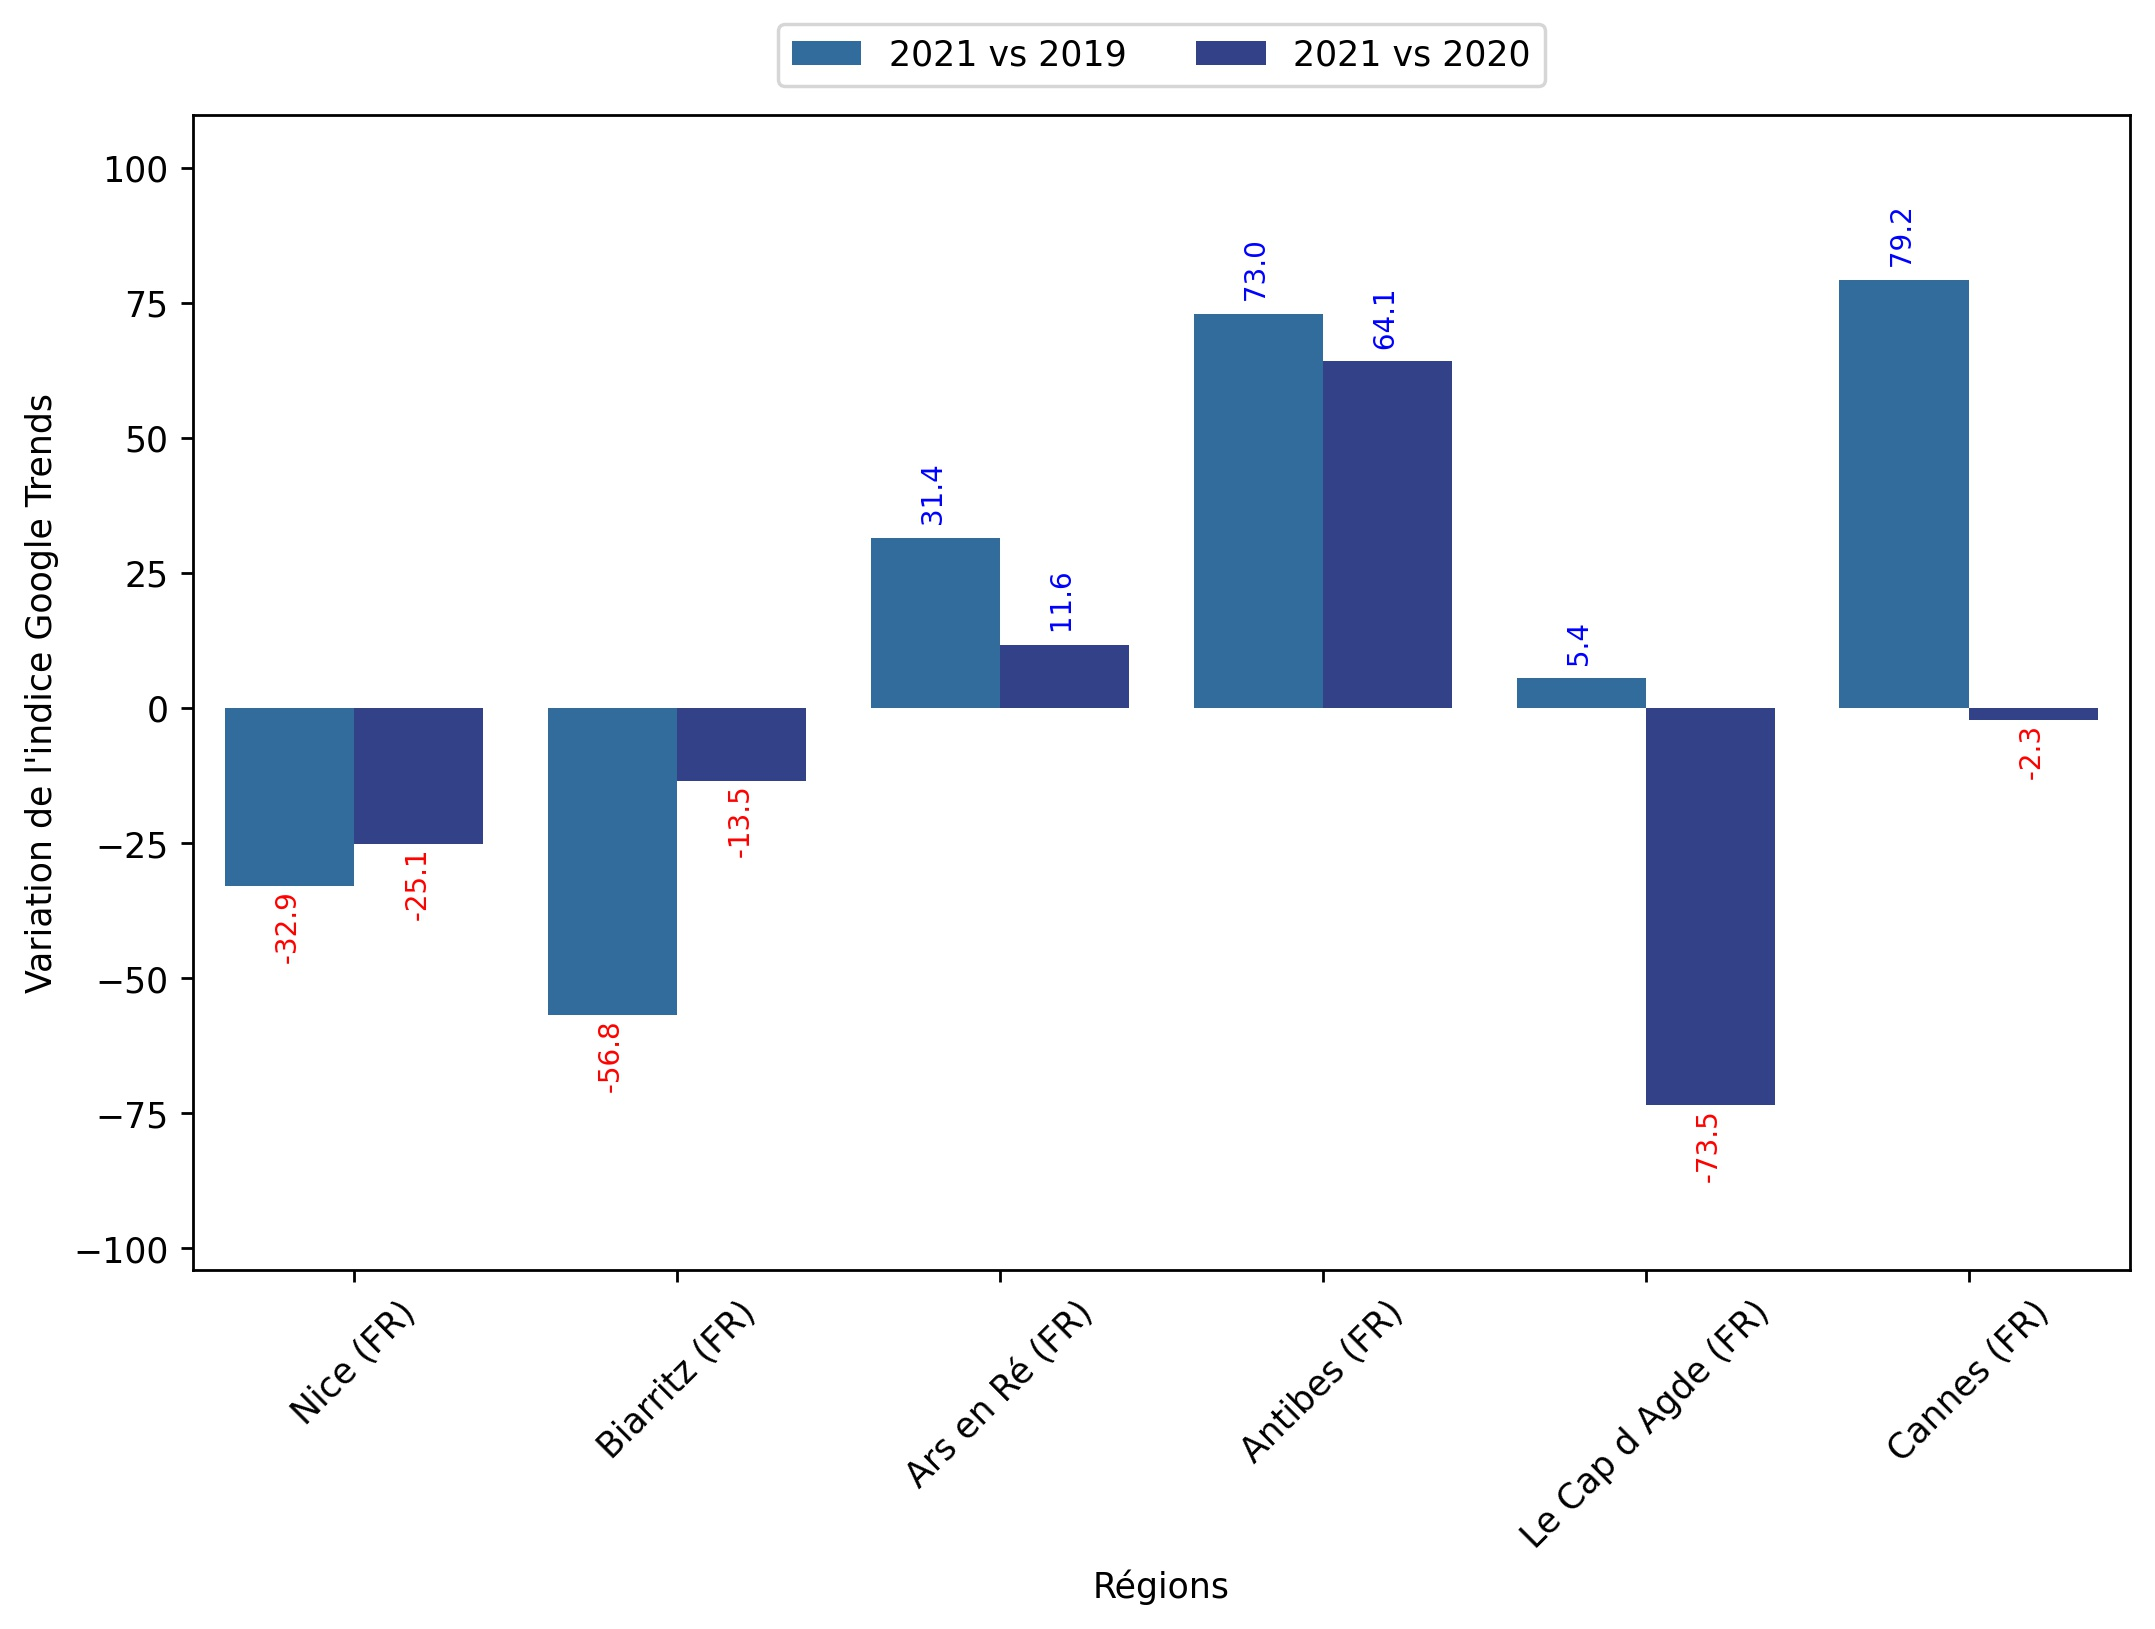 2021 vs 2019
2021 vs 2020
Variation de l'indice Google Trends
100
75
50
25
0
−25
−50
−75
−100
-32.9
-25.1
-56.8
-13.5
31.4
11.6
73.0
64.1
5.4
-73.5
79.2
-2.3
Nice (FR)
Biarritz (FR)
Ars en Ré (FR)
Antibes (FR)
Le Cap d Agde (FR)
Cannes (FR)
Régions